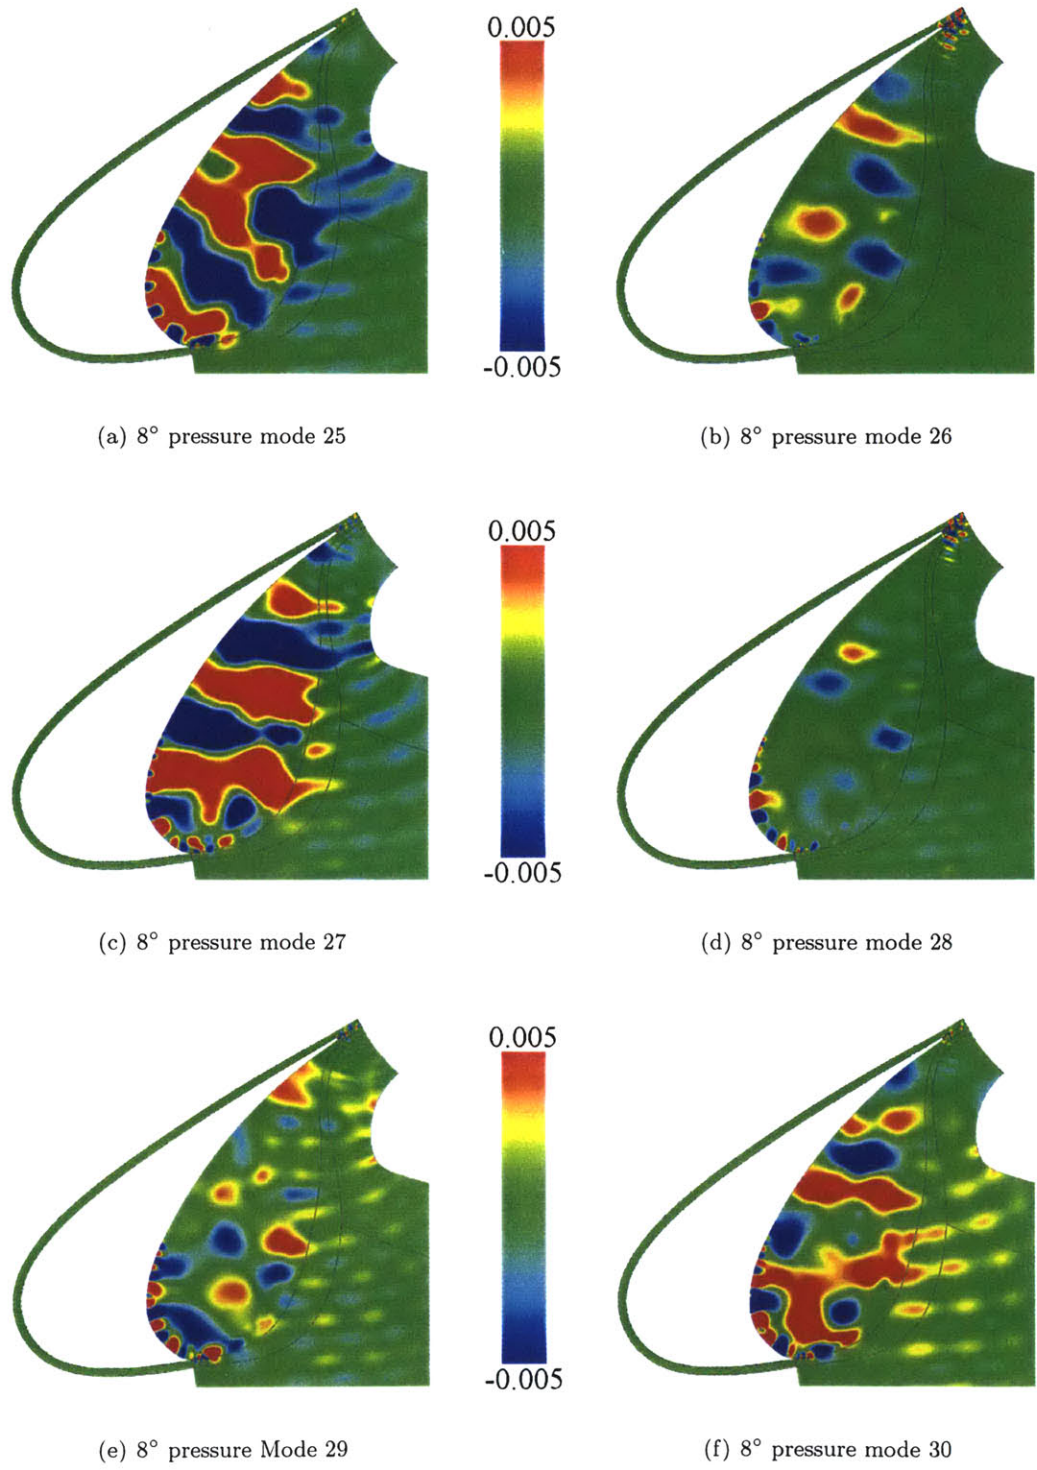 0.005
-0.005
(a) 8° pressure mode 25
(b) 8° pressure mode 26
0.005
-0.005
(c) 8° pressure mode 27
(d) 8° pressure mode 28
0.005
-0.005
(e) 8° pressure Mode 29
(f) 8° pressure mode 30